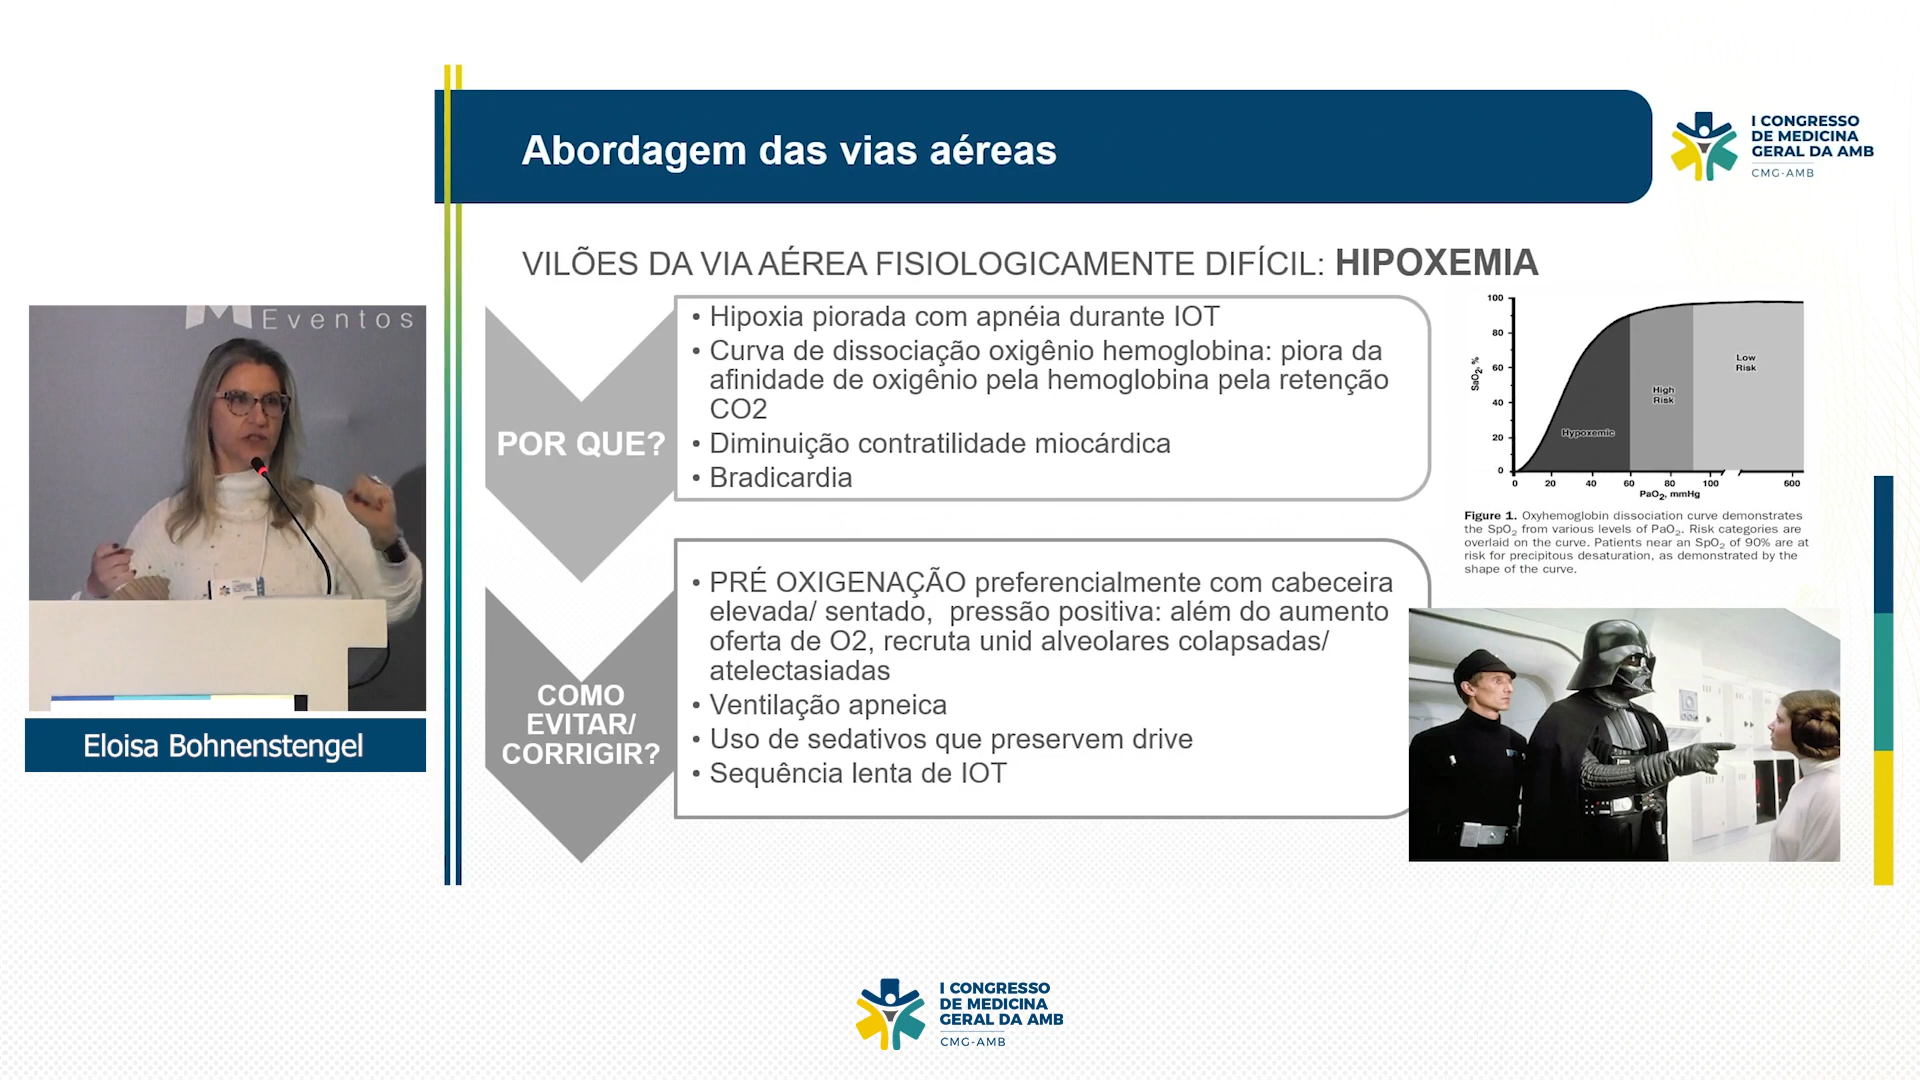 Abordagem das vias aéreas
I CONGRESSO
DE MEDICINA
GERAL DA AMB
CMG-AMB
VILÕES DA VIA AÉREA FISIOLOGICAMENTE DIFÍCIL: HIPOXEMIA
POR QUE?
• Hipoxia piorada com apnéia durante IOT
• Curva de dissociação oxigênio hemoglobina: piora da
afinidade de oxigênio pela hemoglobina pela retenção
CO2
• Diminuição contratilidade miocárdica
• Bradicardia
100
80
60
40
20
0
SaO2, %
Hypoxemic
High
Risk
Low
Risk
0 20 40 60 80 100 600
PaO2, mmHg
Figure 1. Oxyhemoglobin dissociation curve demonstrates
the SpO2 from various levels of PaO2. Risk categories are
overlaid on the curve. Patients near an SpO2 of 90% are at
risk for precipitous desaturation, as demonstrated by the
shape of the curve.
COMO
EVITAR/
CORRIGIR?
• PRÉ OXIGENAÇÃO preferencialmente com cabeceira
elevada/ sentado,  pressão positiva: além do aumento
oferta de O2, recruta unid alveolares colapsadas/
atelectasiadas
• Ventilação apneica
• Uso de sedativos que preservem drive
• Sequência lenta de IOT
Eventos
Eloisa Bohnenstengel
I CONGRESSO
DE MEDICINA
GERAL DA AMB
CMG-AMB